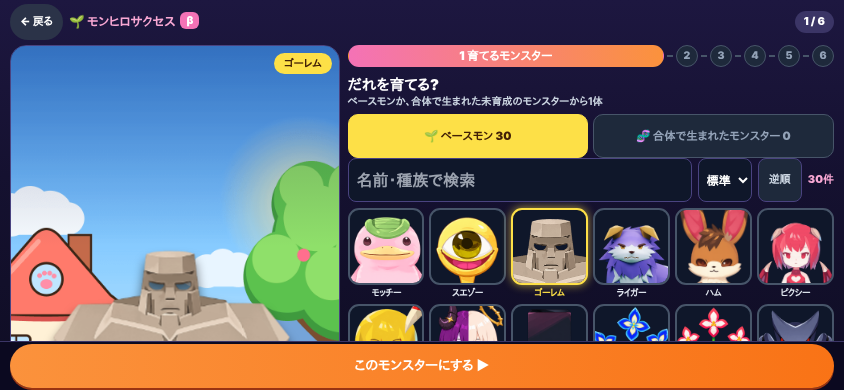 ← 戻る
🌱 モンヒロサクセス β
1 / 6
ゴーレム
1 育てるモンスター
2
3
4
5
6
だれを育てる?
ベースモンか、合体で生まれた未育成のモンスターから1体
🌱 ベースモン 30
🧬 合体で生まれたモンスター 0
名前・種族で検索
標準
逆順
30件
モッチー
スエゾー
ゴーレム
ライガー
ハム
ピクシー
このモンスターにする ▶